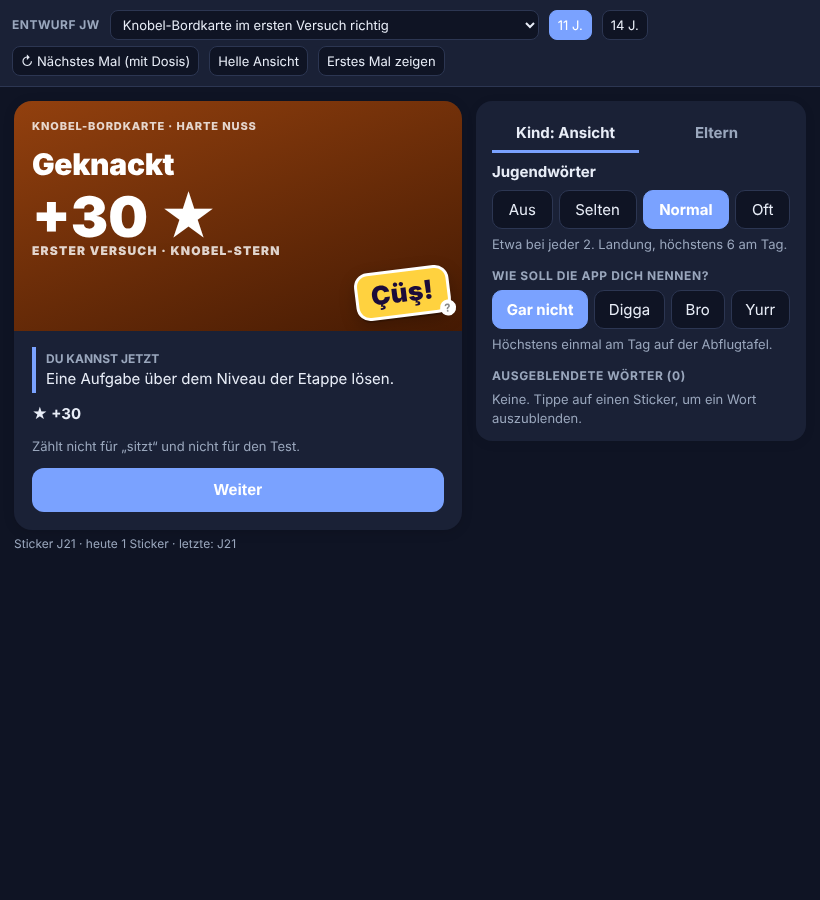 ENTWURF JW
Knobel-Bordkarte im ersten Versuch richtig
11 J.
14 J.
↻ Nächstes Mal (mit Dosis)
Helle Ansicht
Erstes Mal zeigen
KNOBEL-BORDKARTE · HARTE NUSS
Geknackt
+30 ★
ERSTER VERSUCH · KNOBEL-STERN
Çüş!
?
DU KANNST JETZT
Eine Aufgabe über dem Niveau der Etappe lösen.
★ +30
Zählt nicht für „sitzt“ und nicht für den Test.
Weiter
Sticker J21 · heute 1 Sticker · letzte: J21
Kind: Ansicht
Eltern
Jugendwörter
Aus
Selten
Normal
Oft
Etwa bei jeder 2. Landung, höchstens 6 am Tag.
WIE SOLL DIE APP DICH NENNEN?
Gar nicht
Digga
Bro
Yurr
Höchstens einmal am Tag auf der Abflugtafel.
AUSGEBLENDETE WÖRTER (0)
Keine. Tippe auf einen Sticker, um ein Wort
auszublenden.